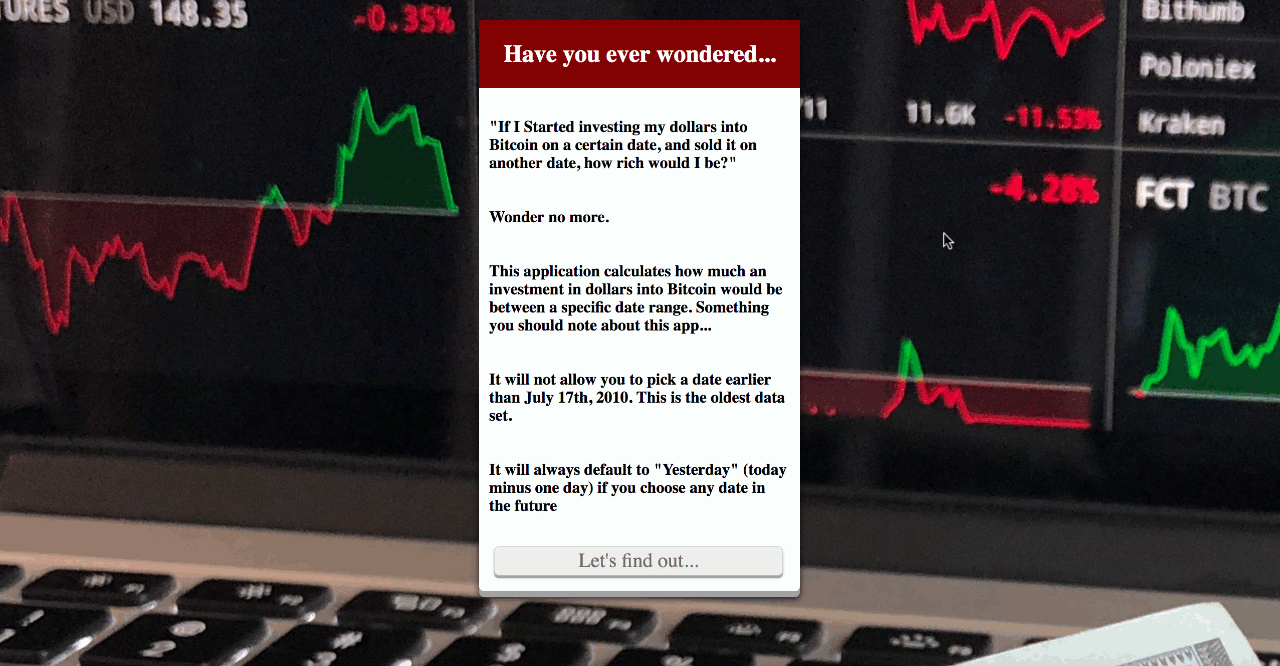 USD 148.35 -0.35%
Bithumb
Poloniex
11.6K -11.53% Kraken
-4.28% FCT BTC
Have you ever wondered...
"If I Started investing my dollars into
Bitcoin on a certain date, and sold it on
another date, how rich would I be?"
Wonder no more.
This application calculates how much an
investment in dollars into Bitcoin would be
between a specific date range. Something
you should note about this app...
It will not allow you to pick a date earlier
than July 17th, 2010. This is the oldest data
set.
It will always default to "Yesterday" (today
minus one day) if you choose any date in
the future
Let's find out...